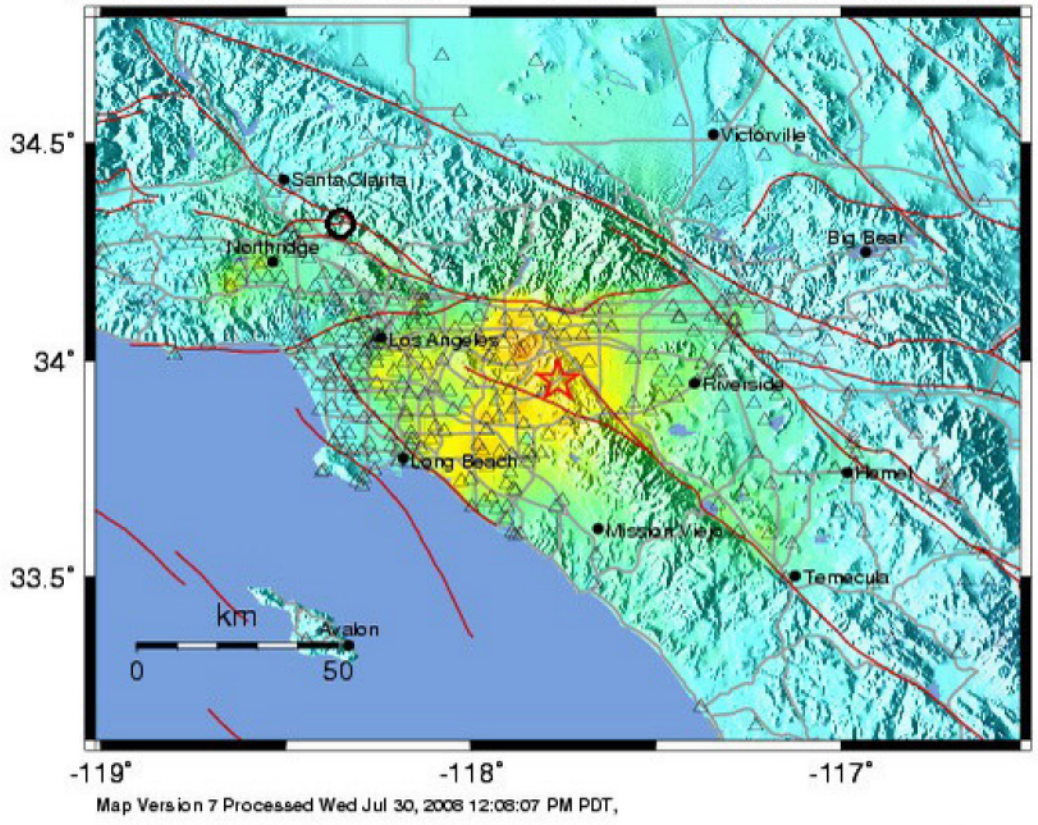 34.5°
34°
33.5°
Victorville
Santa Clarita
Northridge
Big Bear
Los Angeles
Riverside
Long Beach
Hemet
Mission Viejo
Temecula
km
Avalon
0 50
-119° -118° -117°
Map Version 7 Processed Wed Jul 30, 2008 12:08:07 PM PDT,